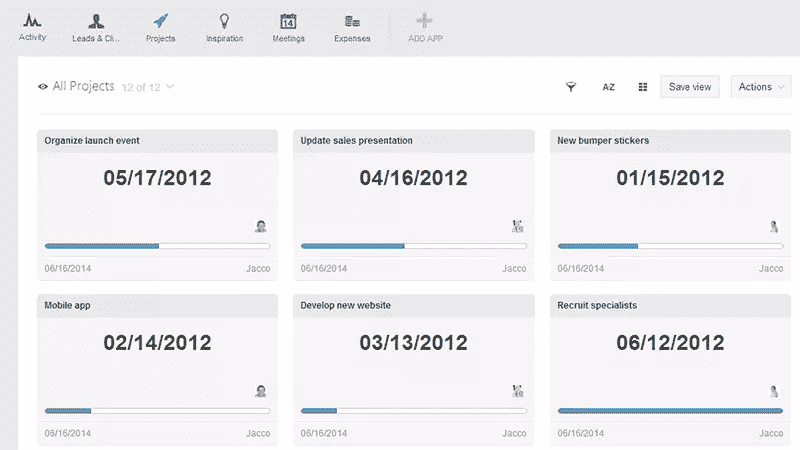 Activity Leads & Cli... Projects Inspiration Meetings Expenses ADD APP
14
All Projects 12 of 12
AZ
Save view
Actions
Organize launch event
05/17/2012
06/16/2014 Jacco
Update sales presentation
04/16/2012
06/16/2014 Jacco
New bumper stickers
01/15/2012
06/16/2014 Jacco
Mobile app
02/14/2012
06/16/2014 Jacco
Develop new website
03/13/2012
06/16/2014 Jacco
Recruit specialists
06/12/2012
06/16/2014 Jacco